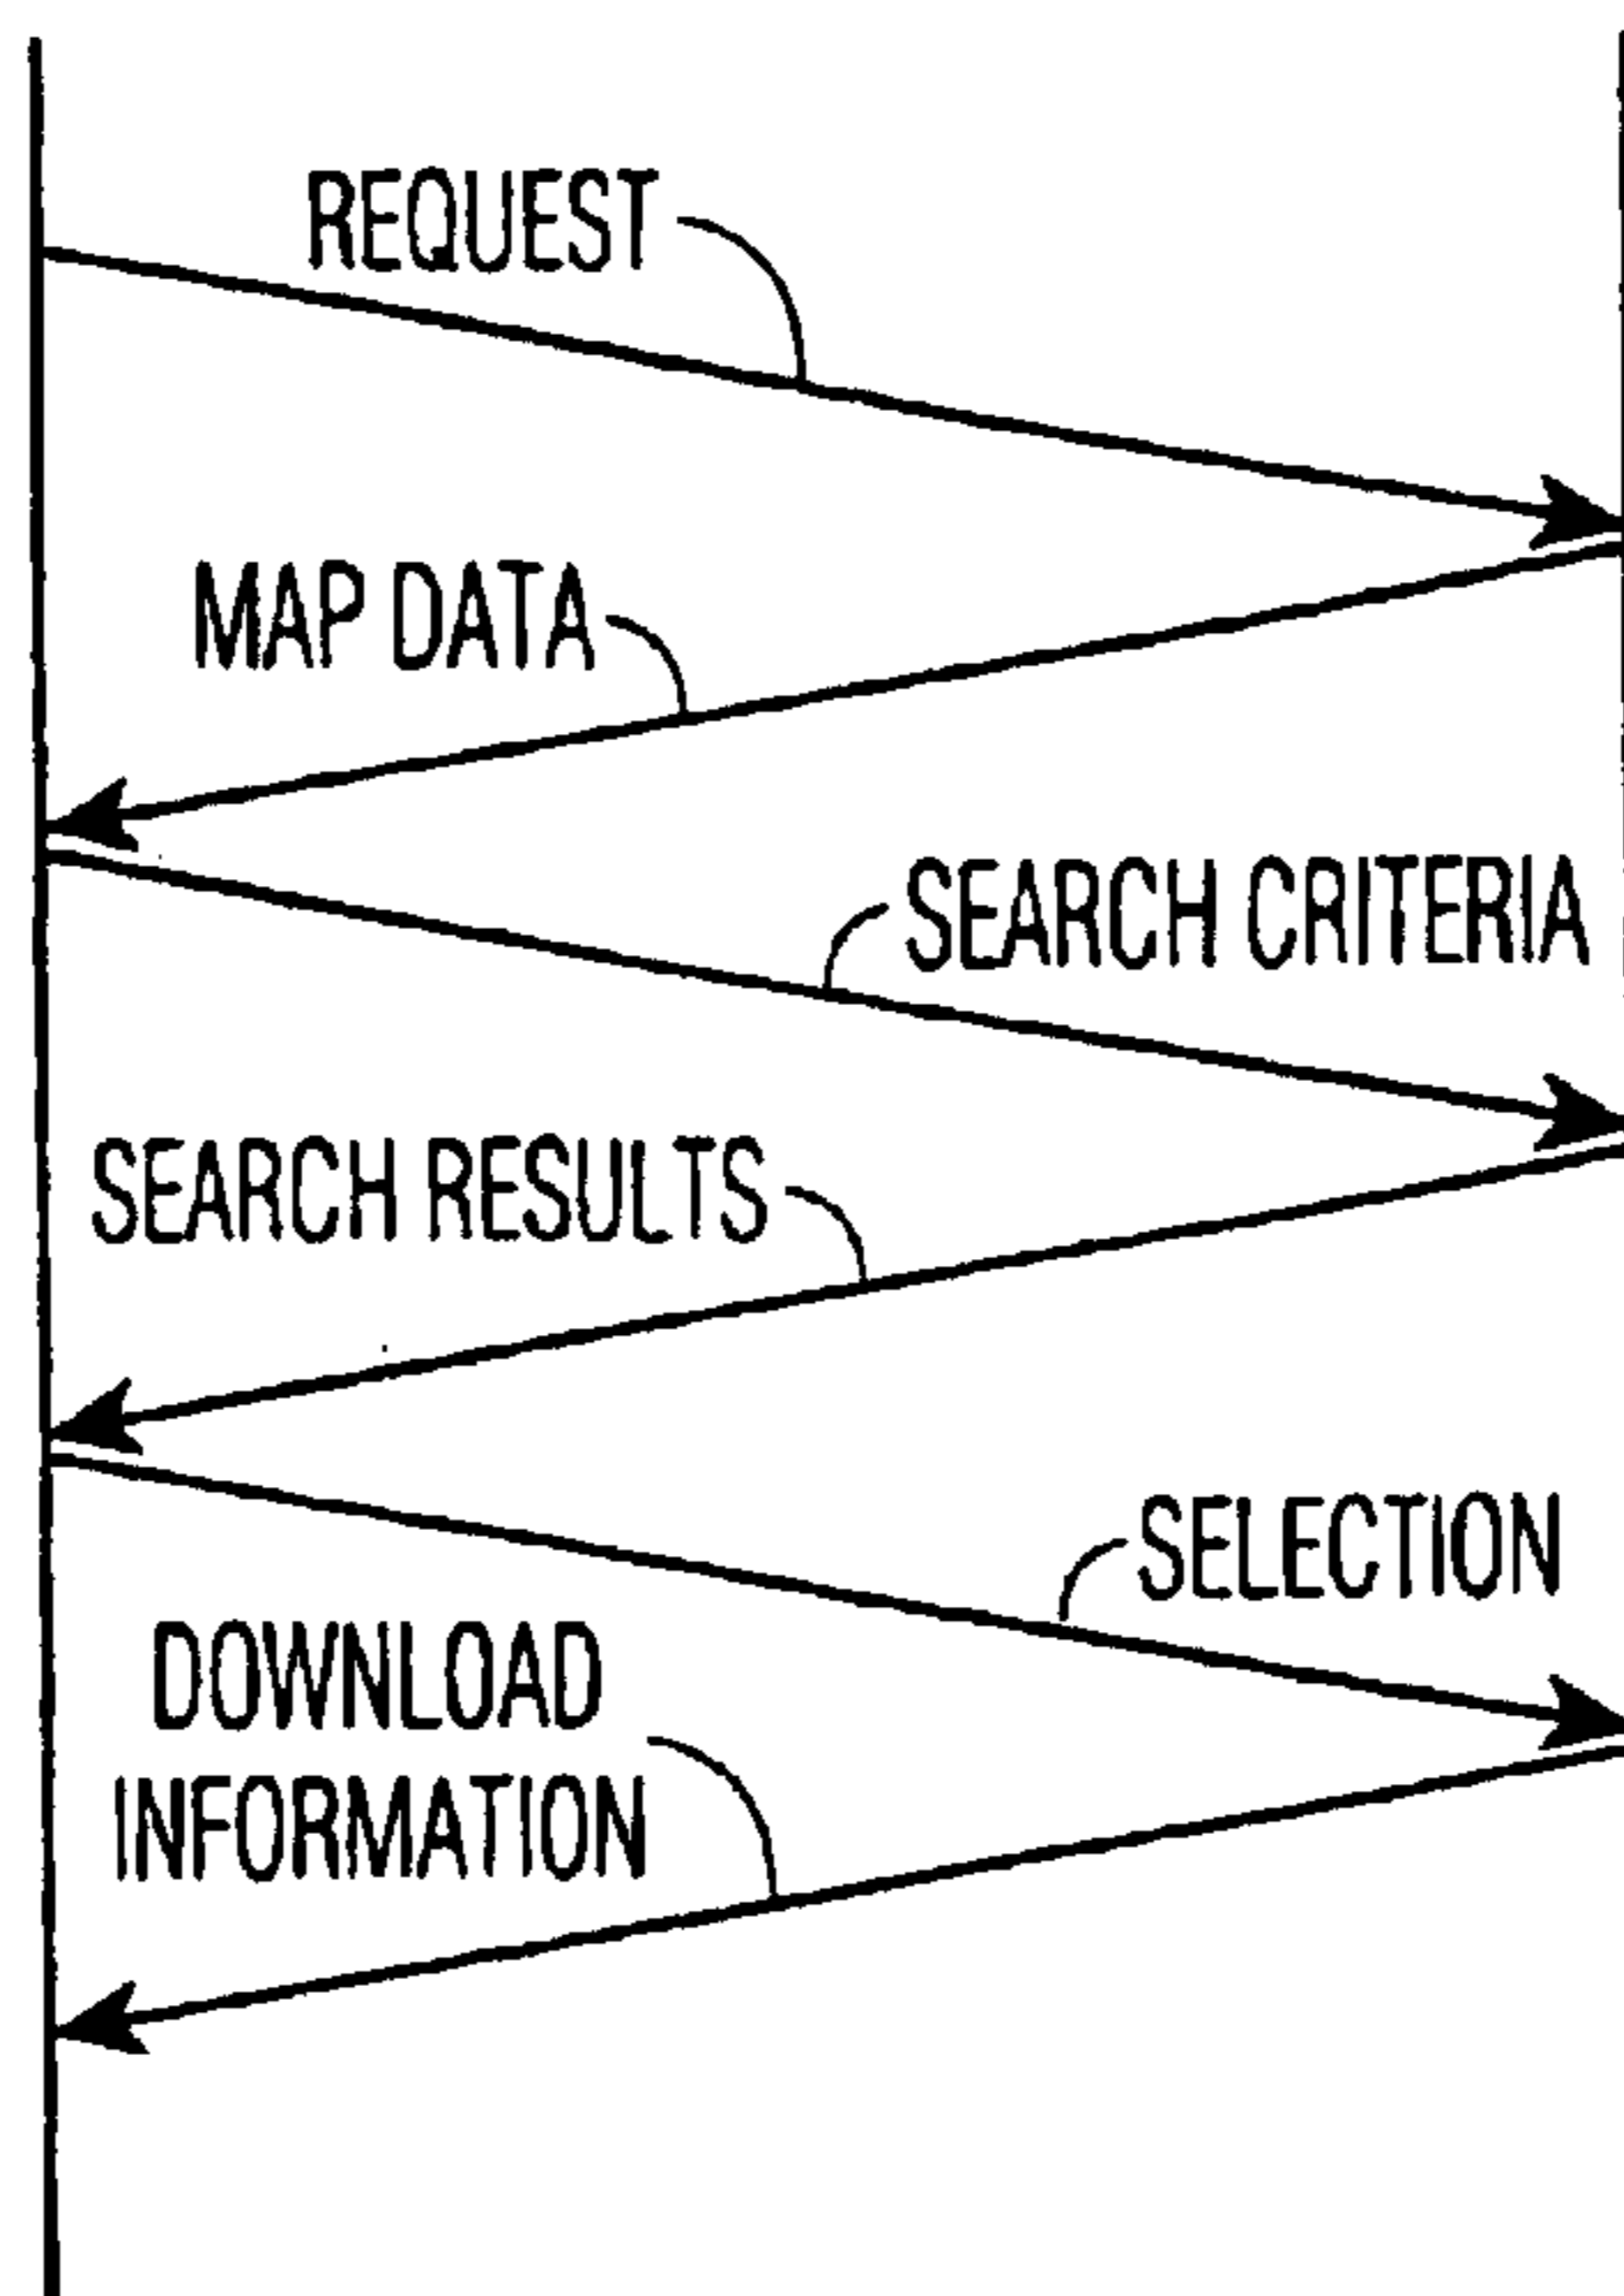 REQUEST
MAP DATA
SEARCH CRITERIA
SEARCH RESULTS
SELECTION
DOWNLOAD
INFORMATION